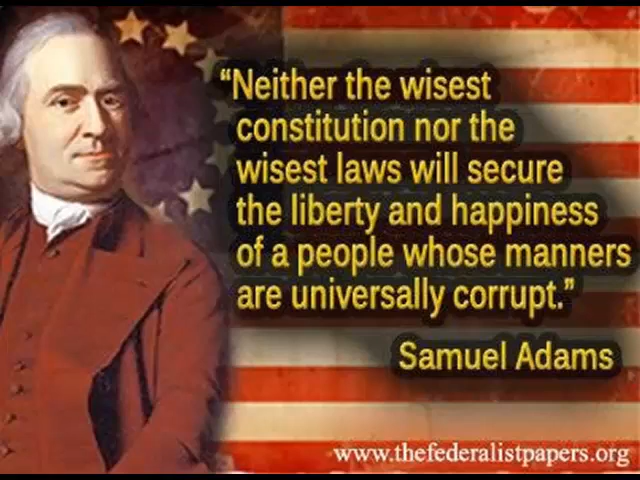 “Neither the wisest
constitution nor the
wisest laws will secure
the liberty and happiness
of a people whose manners
are universally corrupt.”
Samuel Adams
www.thefederalistpapers.org